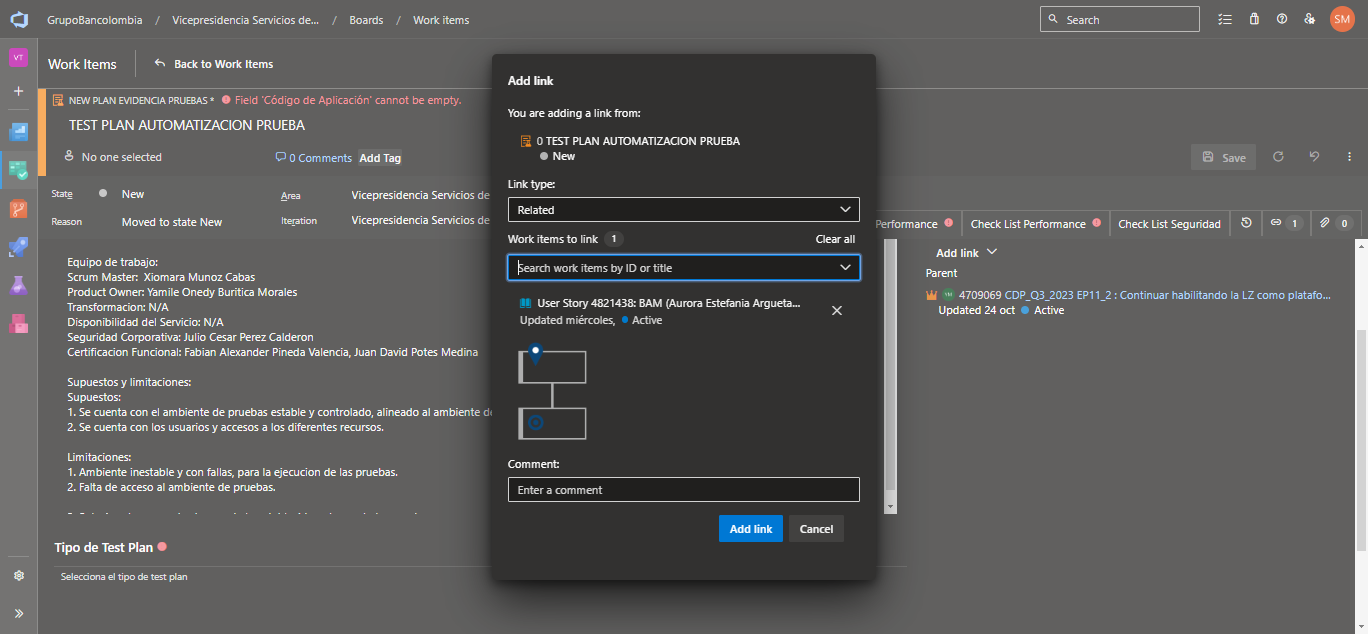 GrupoBancolombia / Vicepresidencia Servicios de... / Boards / Work items
Search
SM
VT
Work Items
Back to Work Items
NEW PLAN EVIDENCIA PRUEBAS * Field 'Código de Aplicación' cannot be empty.
TEST PLAN AUTOMATIZACION PRUEBA
No one selected
0 Comments
Add Tag
Save
State
New
Area
Vicepresidencia Servicios de
Reason
Moved to state New
Iteration
Vicepresidencia Servicios de
Performance
Check List Performance
Check List Seguridad
1
0
Equipo de trabajo:
Scrum Master: Xiomara Munoz Cabas
Product Owner: Yamile Onedy Buritica Morales
Transformacion: N/A
Disponibilidad del Servicio: N/A
Seguridad Corporativa: Julio Cesar Perez Calderon
Certificacion Funcional: Fabian Alexander Pineda Valencia, Juan David Potes Medina
Supuestos y limitaciones:
Supuestos:
1. Se cuenta con el ambiente de pruebas estable y controlado, alineado al ambiente de
2. Se cuenta con los usuarios y accesos a los diferentes recursos.
Limitaciones:
1. Ambiente inestable y con fallas, para la ejecucion de las pruebas.
2. Falta de acceso al ambiente de pruebas.
Tipo de Test Plan
Selecciona el tipo de test plan
Add link
You are adding a link from:
0 TEST PLAN AUTOMATIZACION PRUEBA
New
Link type:
Related
Work items to link 1
Clear all
Search work items by ID or title
User Story 4821438: BAM (Aurora Estefania Argueta...
Updated miércoles, Active
Comment:
Enter a comment
Add link
Cancel
Add link
Parent
4709069 CDP_Q3_2023 EP11_2 : Continuar habilitando la LZ como platafo...
Updated 24 oct Active